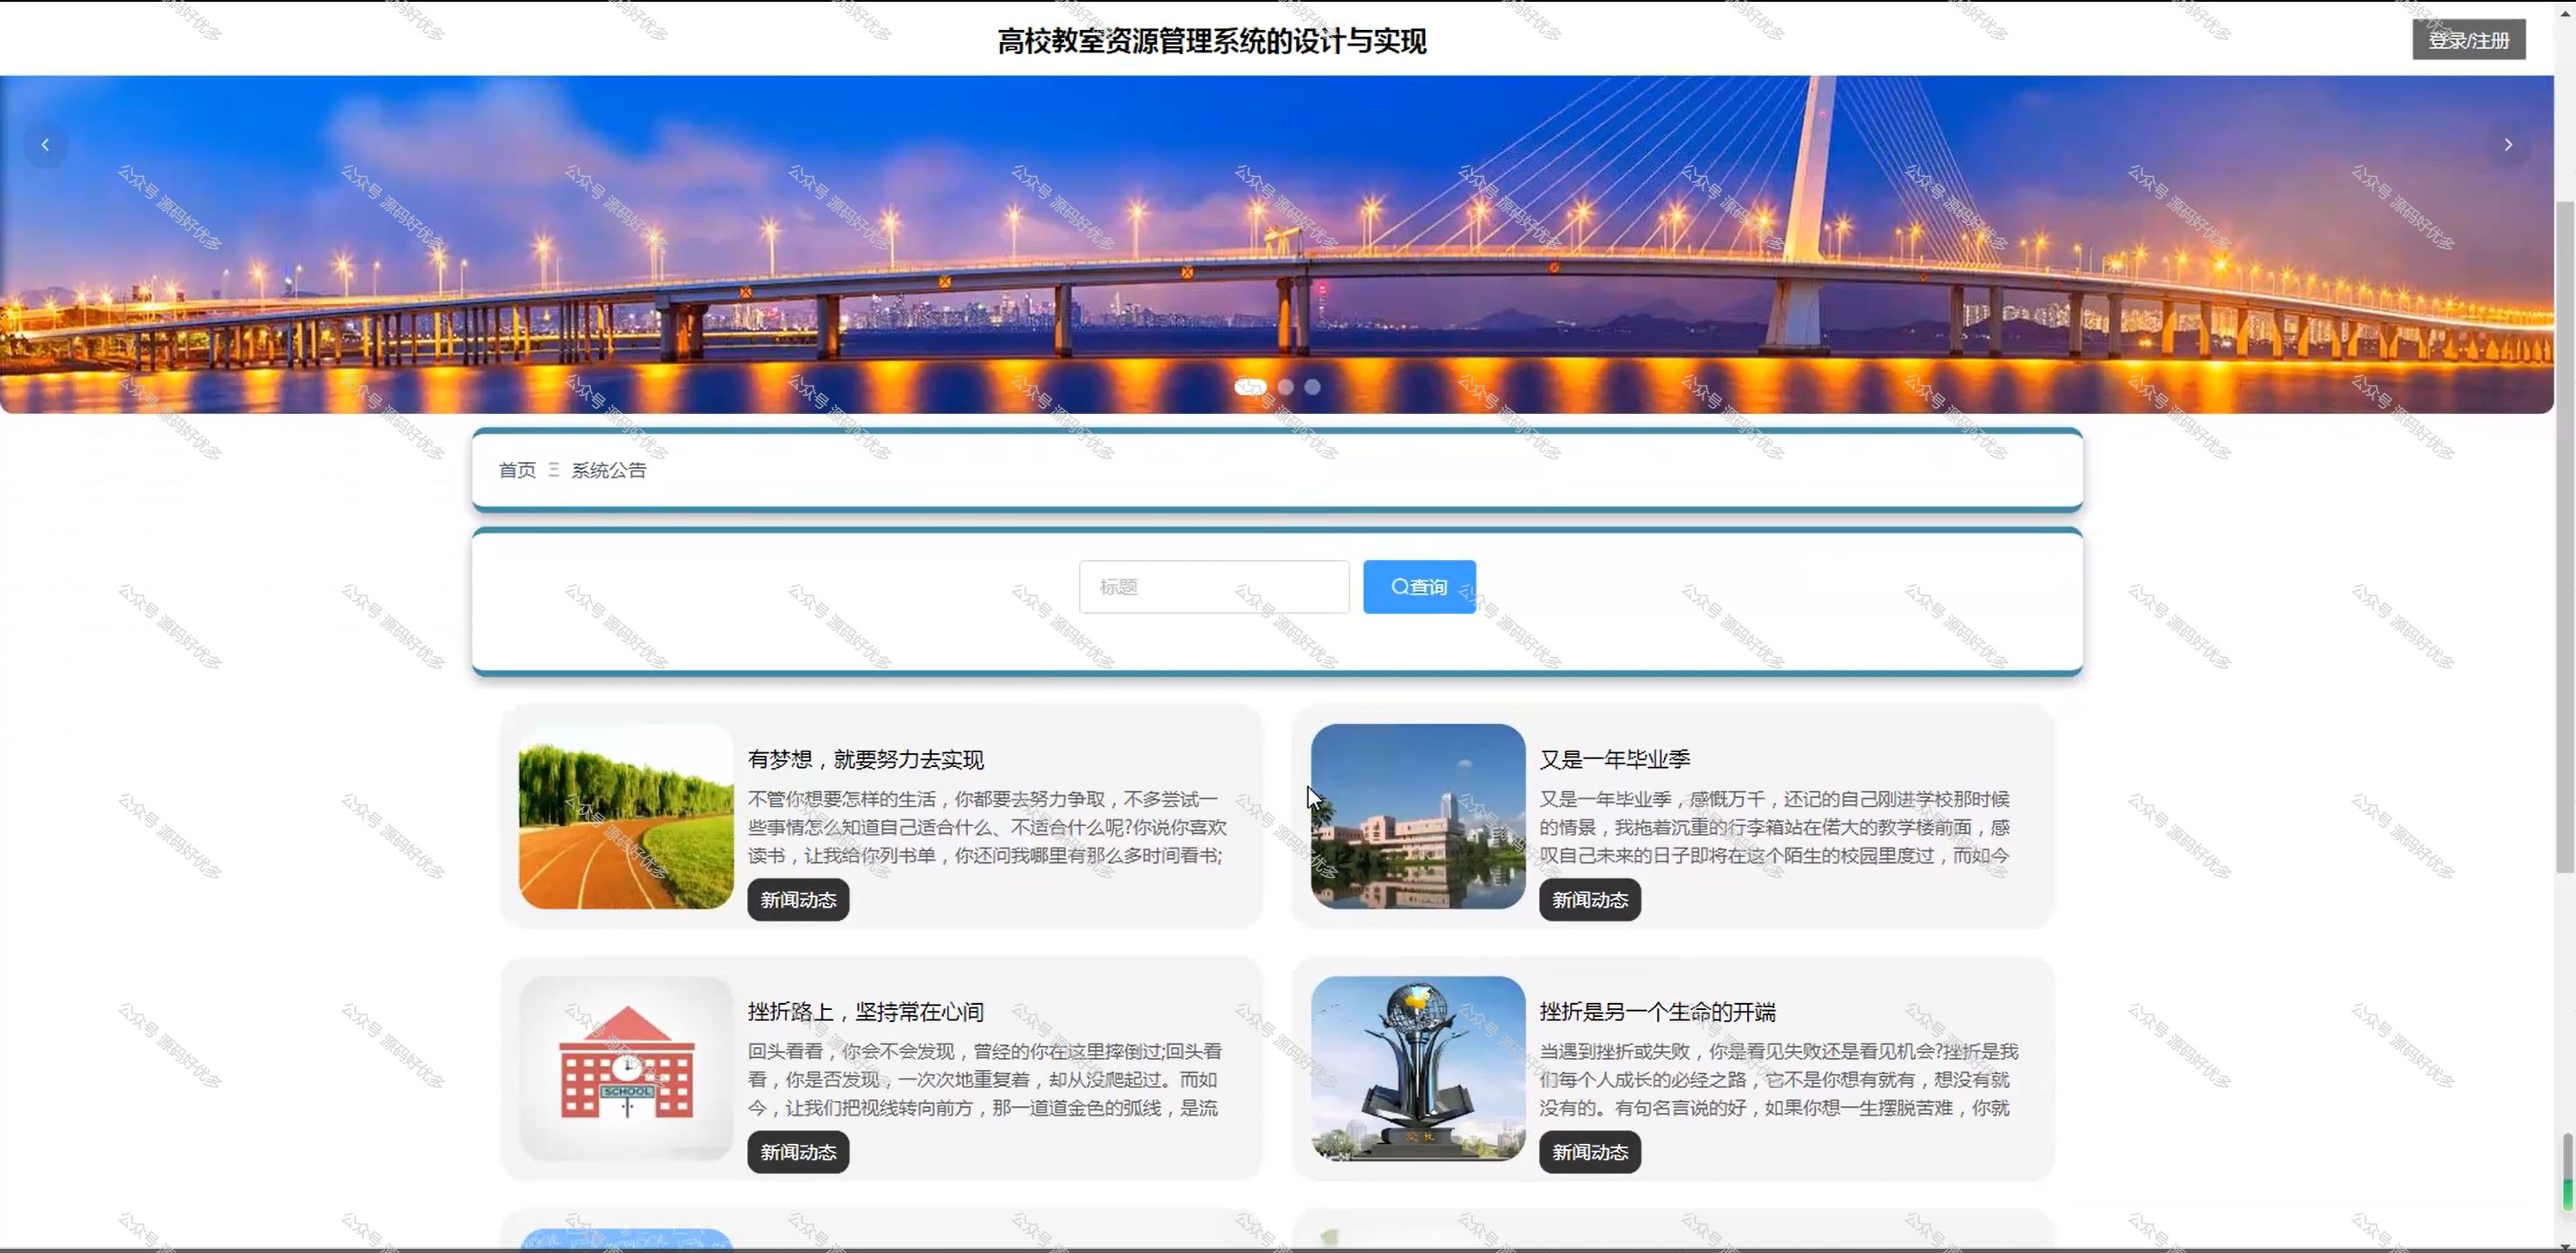 高校教室资源管理系统的设计与实现
登录/注册
首页 Ξ 系统公告
标题
查询
有梦想，就要努力去实现
不管你想要怎样的生活，你都要去努力争取，不多尝试一
些事情怎么知道自己适合什么、不适合什么呢?你说你喜欢
读书，让我给你列书单，你还问我哪里有那么多时间看书;
新闻动态
又是一年毕业季
又是一年毕业季，感慨万千，还记的自己刚进学校那时候
的情景，我拖着沉重的行李箱站在偌大的教学楼前面，感
叹自己未来的日子即将在这个陌生的校园里度过，而如今
新闻动态
挫折路上，坚持常在心间
回头看看，你会不会发现，曾经的你在这里摔倒过;回头看
看，你是否发现，一次次地重复着，却从没爬起过。而如
今，让我们把视线转向前方，那一道道金色的弧线，是流
SCHOOL
新闻动态
挫折是另一个生命的开端
当遇到挫折或失败，你是看见失败还是看见机会?挫折是我
们每个人成长的必经之路，它不是你想有就有，想没有就
没有的。有句名言说的好，如果你想一生摆脱苦难，你就
新闻动态
公众号 源码好优多